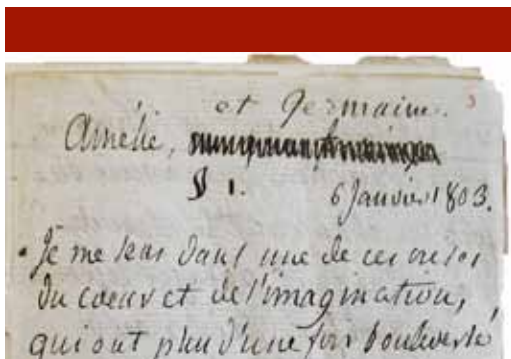 3
et Germaine.
Amélie,
§ 1.
6 Janvier 1803.
Je me sens dans une de ces crises
du coeur et de l'imagination,
qui ont plus d'une fois bouleversé